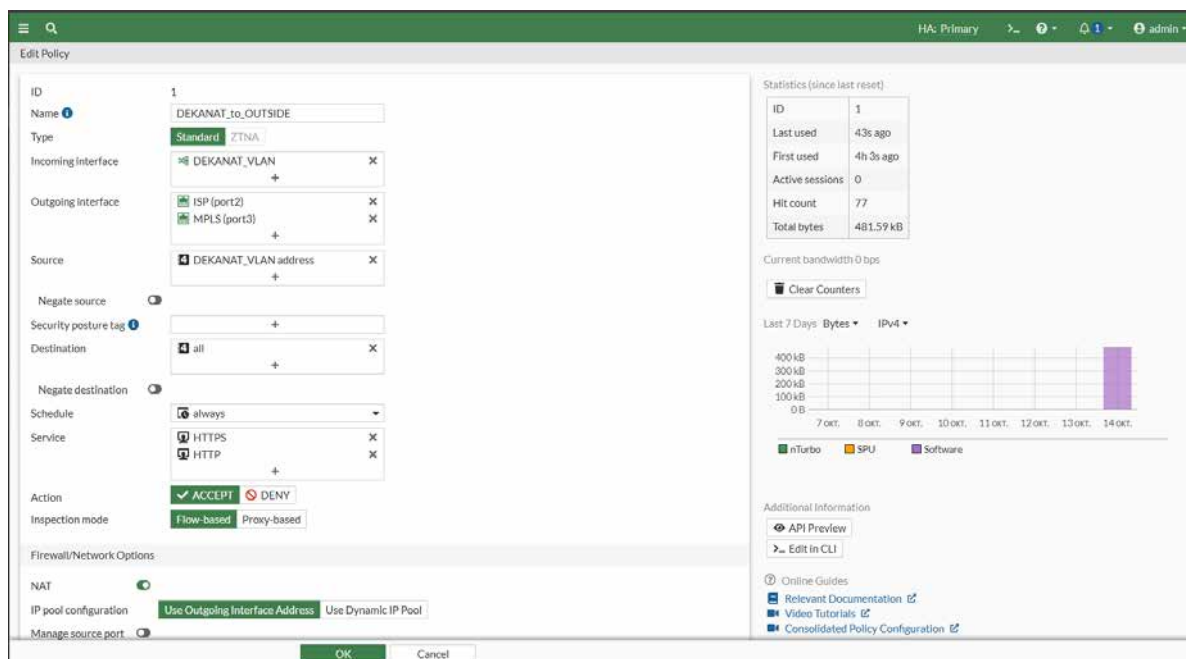 HA: Primary
1
admin
Edit Policy
ID 1
Name DEKANAT_to_OUTSIDE
Type Standard ZTNA
Incoming interface DEKANAT_VLAN
+
Outgoing interface ISP (port2)
MPLS (port3)
+
Source DEKANAT_VLAN address
+
Negate source
Security posture tag +
Destination all
+
Negate destination
Schedule always
Service HTTPS
HTTP
+
Action ACCEPT DENY
Inspection mode Flow-based Proxy-based
Firewall/Network Options
NAT
IP pool configuration Use Outgoing Interface Address Use Dynamic IP Pool
Manage source port
OK Cancel
Statistics (since last reset)
ID 1
Last used 43s ago
First used 4h 3s ago
Active sessions 0
Hit count 77
Total bytes 481.59 kB
Current bandwidth 0 bps
Clear Counters
Last 7 Days Bytes IPv4
400 kB
300 kB
200 kB
100 kB
0 B
7 окт. 8 окт. 9 окт. 10 окт. 11 окт. 12 окт. 13 окт. 14 окт.
nTurbo SPU Software
Additional Information
API Preview
>_ Edit in CLI
Online Guides
Relevant Documentation
Video Tutorials
Consolidated Policy Configuration